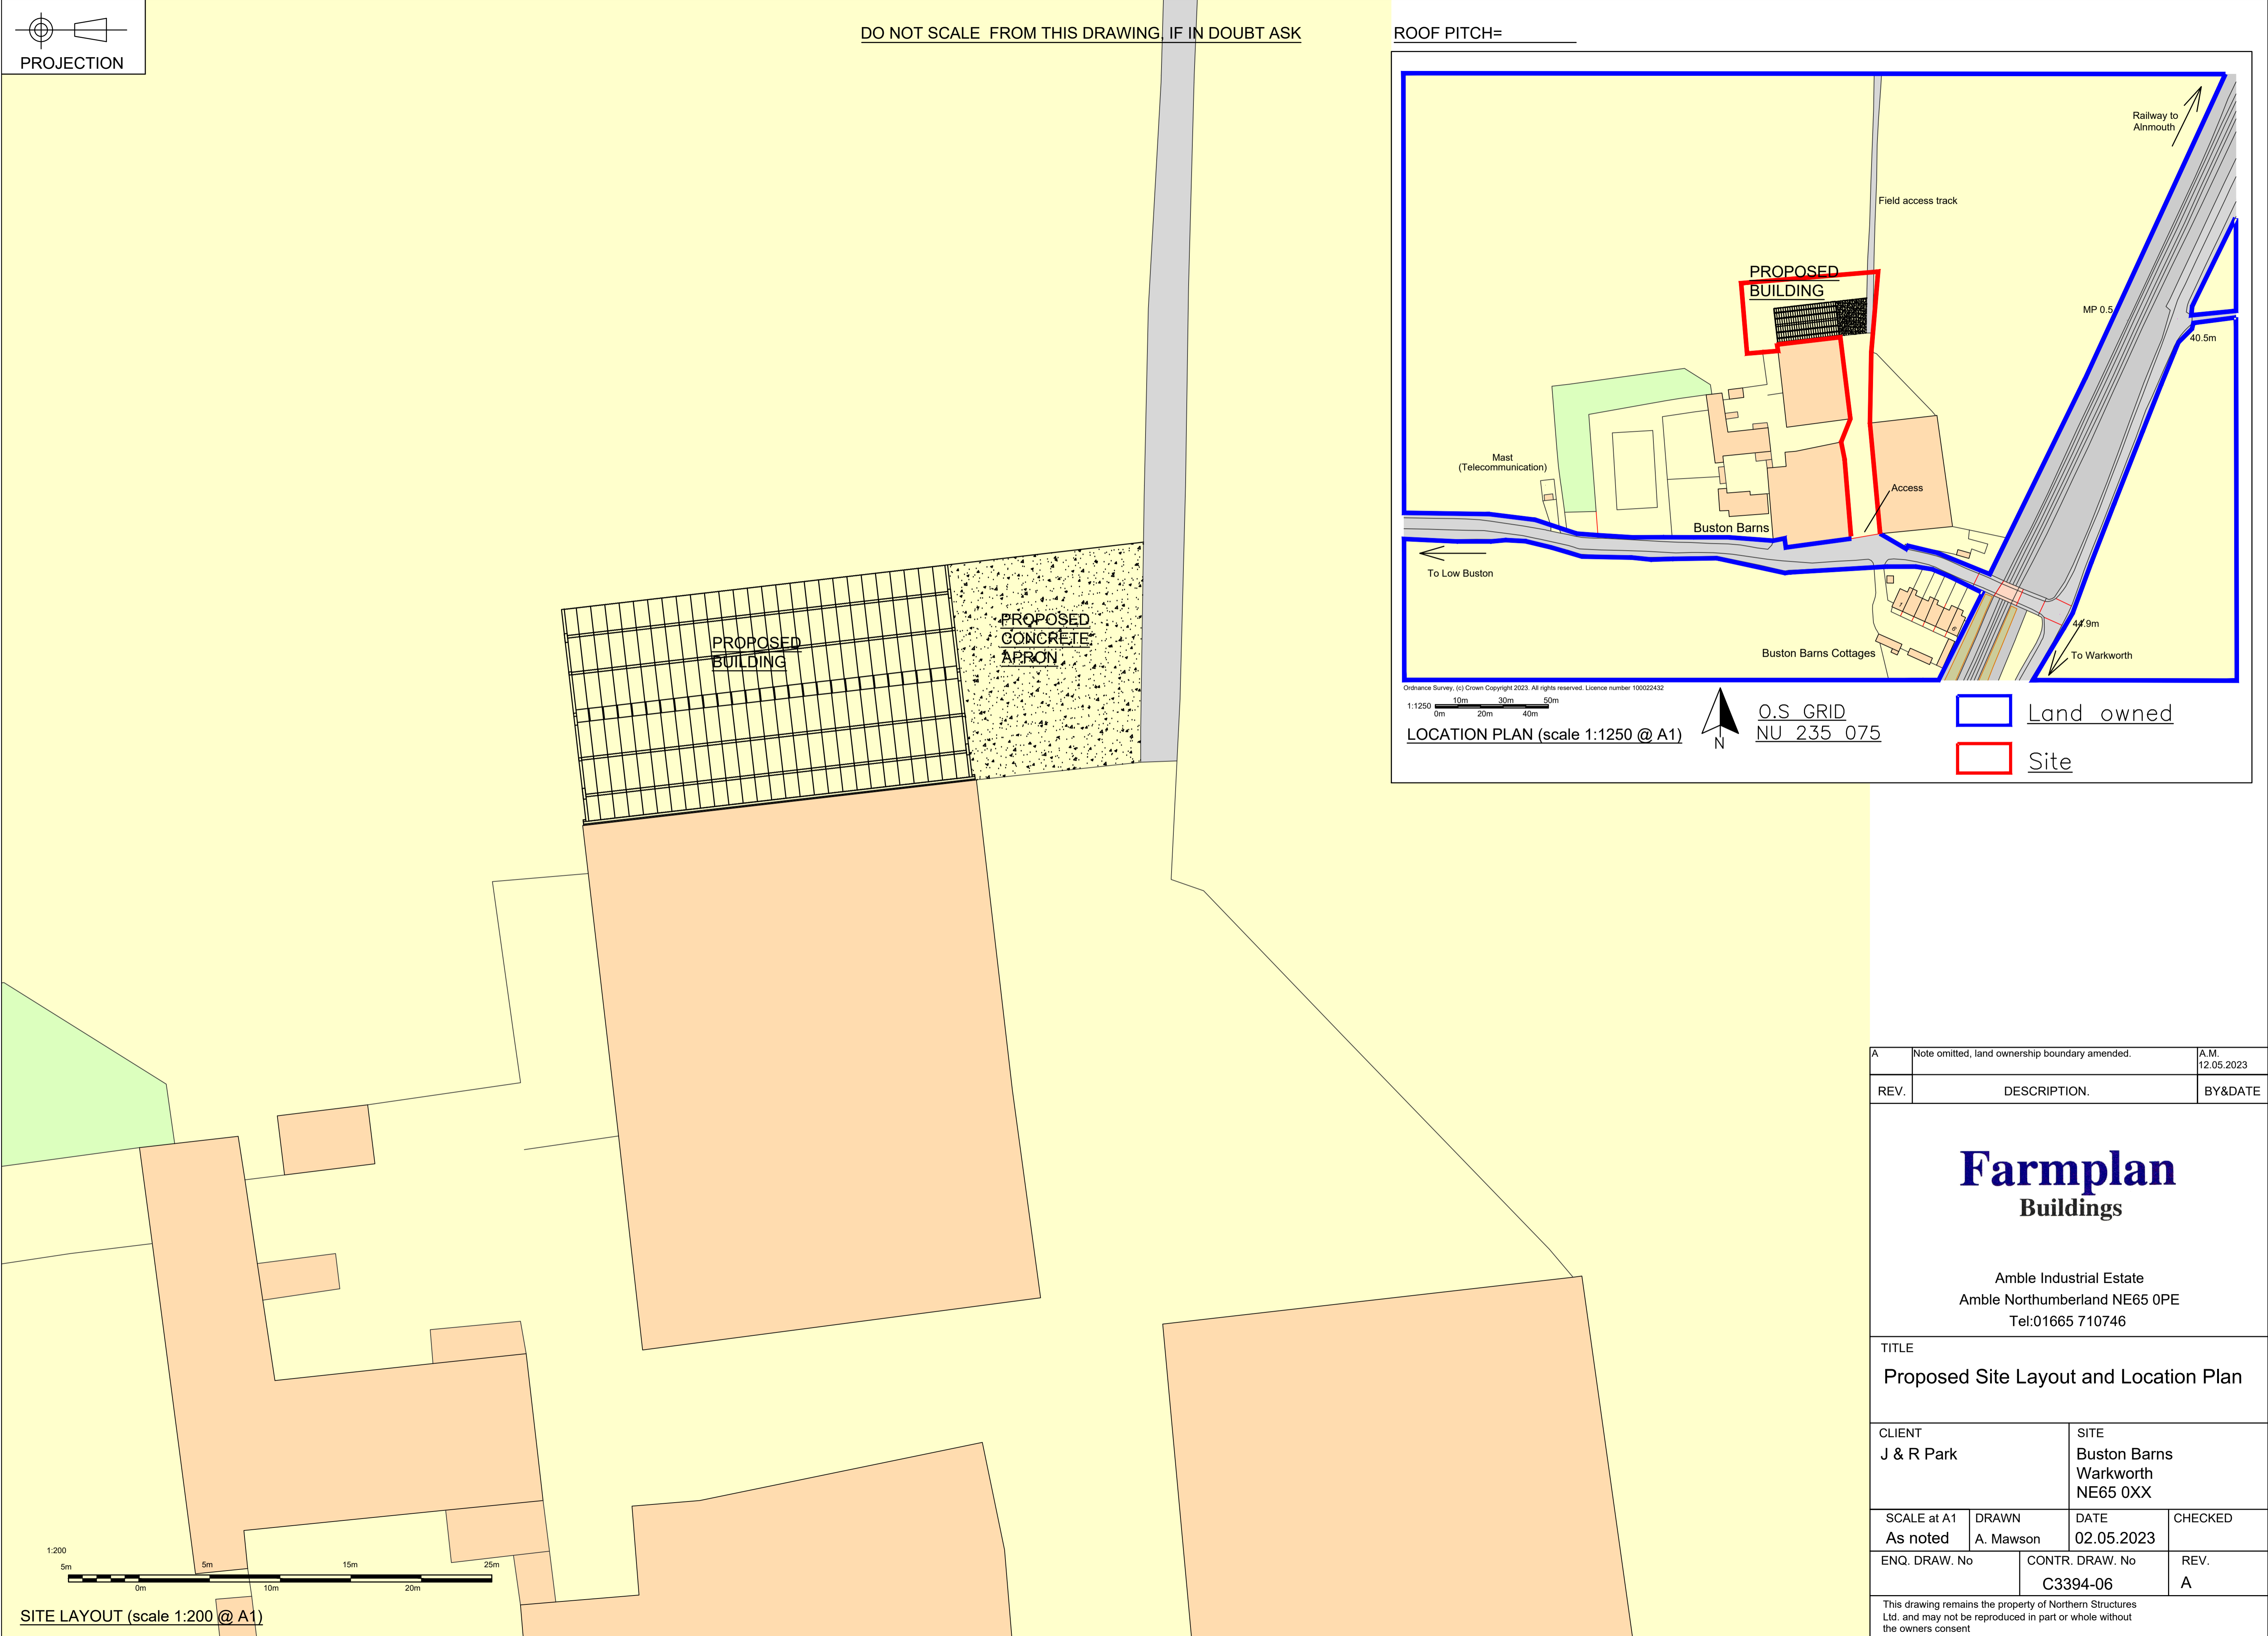 PROJECTION
DO NOT SCALE FROM THIS DRAWING, IF IN DOUBT ASK
ROOF PITCH=
Railway to
Alnmouth
Field access track
PROPOSED
BUILDING
MP 0.5
40.5m
Mast
(Telecommunication)
Access
Buston Barns
To Low Buston
1
6
44.9m
Buston Barns Cottages
To Warkworth
Ordnance Survey, (c) Crown Copyright 2023. All rights reserved. Licence number 100022432
1:1250
10m 30m 50m
0m 20m 40m
LOCATION PLAN (scale 1:1250 @ A1)
N
O.S GRID
NU 235 075
Land owned
Site
PROPOSED
BUILDING
PROPOSED
CONCRETE
APRON
1:200
5m 5m 15m 25m
0m 10m 20m
SITE LAYOUT (scale 1:200 @ A1)
A Note omitted, land ownership boundary amended. A.M.
12.05.2023
REV. DESCRIPTION. BY&DATE
Farmplan
Buildings
Amble Industrial Estate
Amble Northumberland NE65 0PE
Tel:01665 710746
TITLE
Proposed Site Layout and Location Plan
CLIENT
J & R Park
SITE
Buston Barns
Warkworth
NE65 0XX
SCALE at A1
As noted
DRAWN
A. Mawson
DATE
02.05.2023
CHECKED
ENQ. DRAW. No
CONTR. DRAW. No
C3394-06
REV.
A
This drawing remains the property of Northern Structures
Ltd. and may not be reproduced in part or whole without
the owners consent